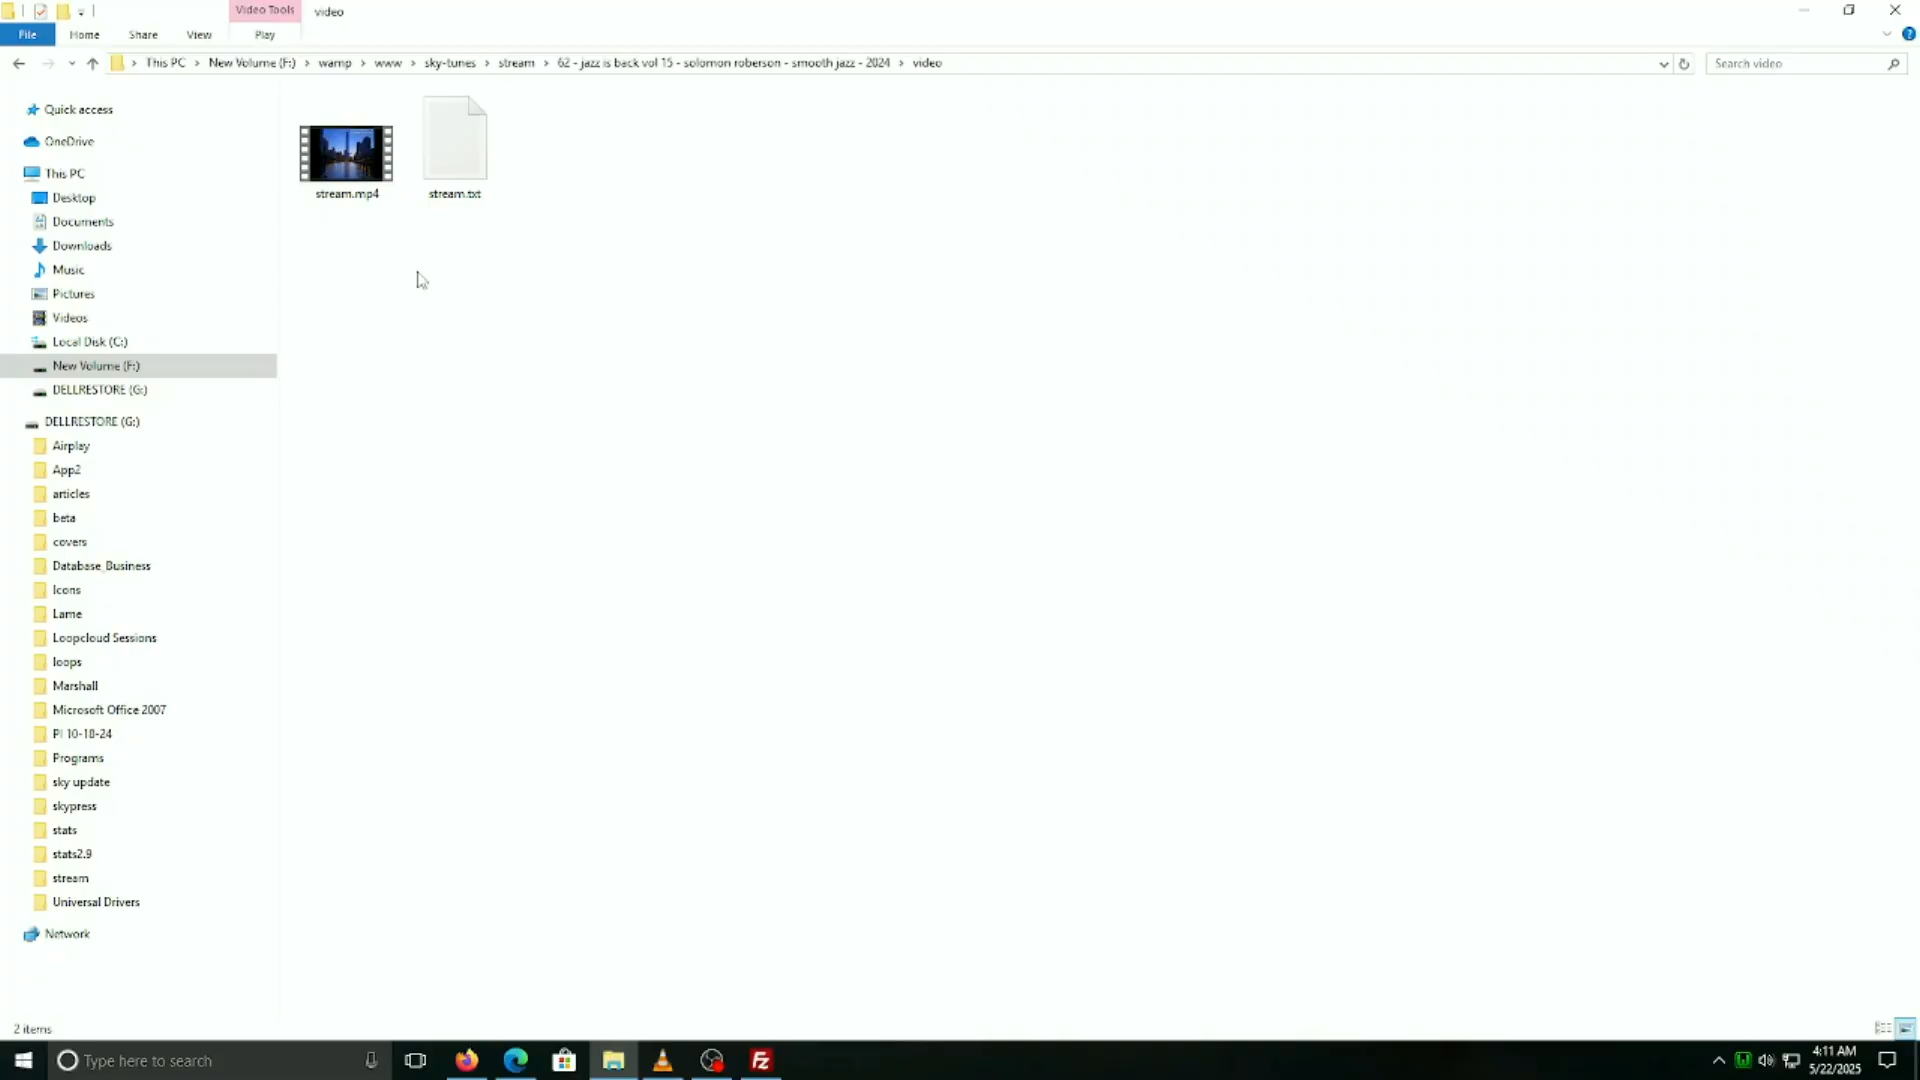 Video Tools
video
File
Home
Share
View
Play
This PC
New Volume (F:)
wamp
www
sky-tunes
stream
62 - jazz is back vol 15 - solomon roberson - smooth jazz - 2024
video
Search video
Quick access
OneDrive
This PC
Desktop
Documents
Downloads
Music
Pictures
Videos
Local Disk (C:)
New Volume (F:)
DELLRESTORE (G:)
DELLRESTORE (G:)
Airplay
App2
articles
beta
covers
Database_Business
Icons
Lame
Loopcloud Sessions
loops
Marshall
Microsoft Office 2007
PI 10-18-24
Programs
sky update
skypress
stats
stats2.9
stream
Universal Drivers
Network
stream.mp4
stream.txt
2 items
Type here to search
4:11 AM
5/22/2025